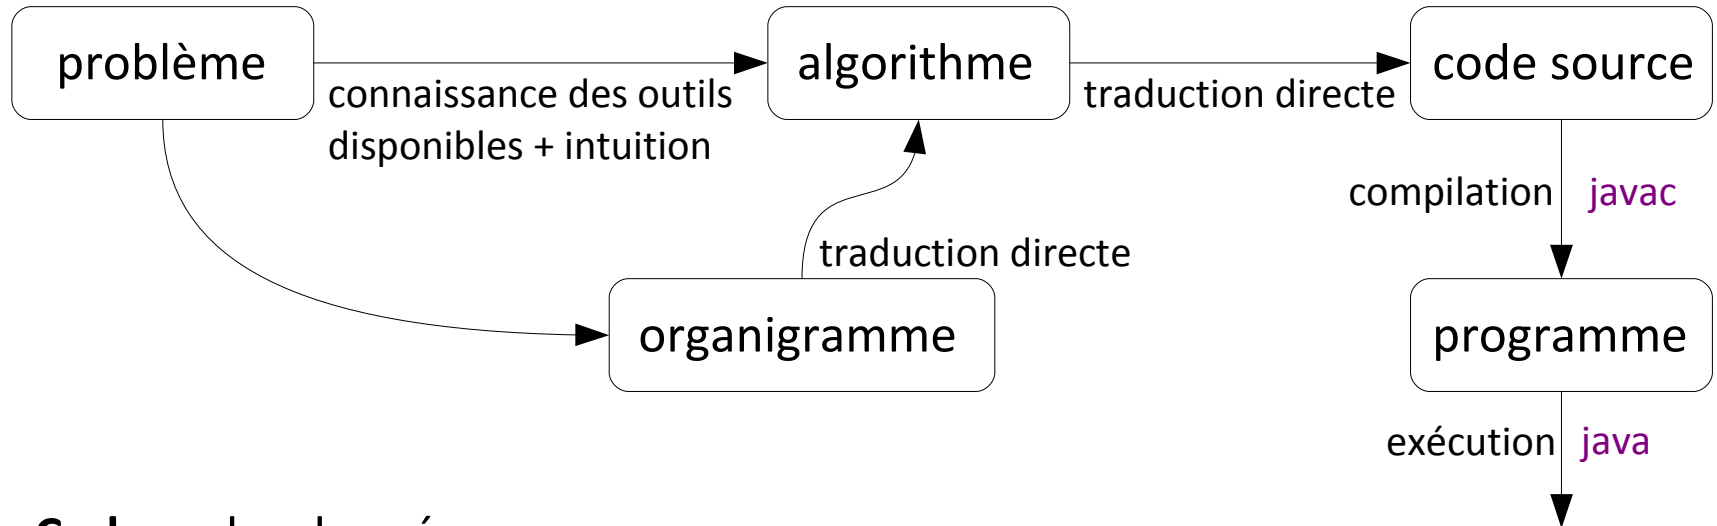 problème
algorithme
code source
connaissance des outils
disponibles + intuition
traduction directe
compilation javac
traduction directe
organigramme
programme
exécution java